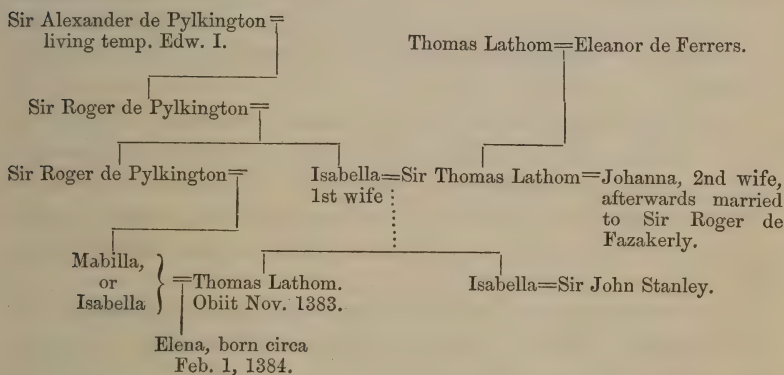 Sir Alexander de Pylkington=
living temp. Edw. I.
Thomas Lathom=Eleanor de Ferrers.
Sir Roger de Pylkington=
Sir Roger de Pylkington=
Isabella=Sir Thomas Lathom=Johanna, 2nd wife,
1st wife
afterwards married
to Sir Roger de
Fazakerly.
Mabilla,
or
Isabella
=Thomas Lathom.
Obiit Nov. 1383.
Isabella=Sir John Stanley.
Elena, born circa
Feb. 1, 1384.